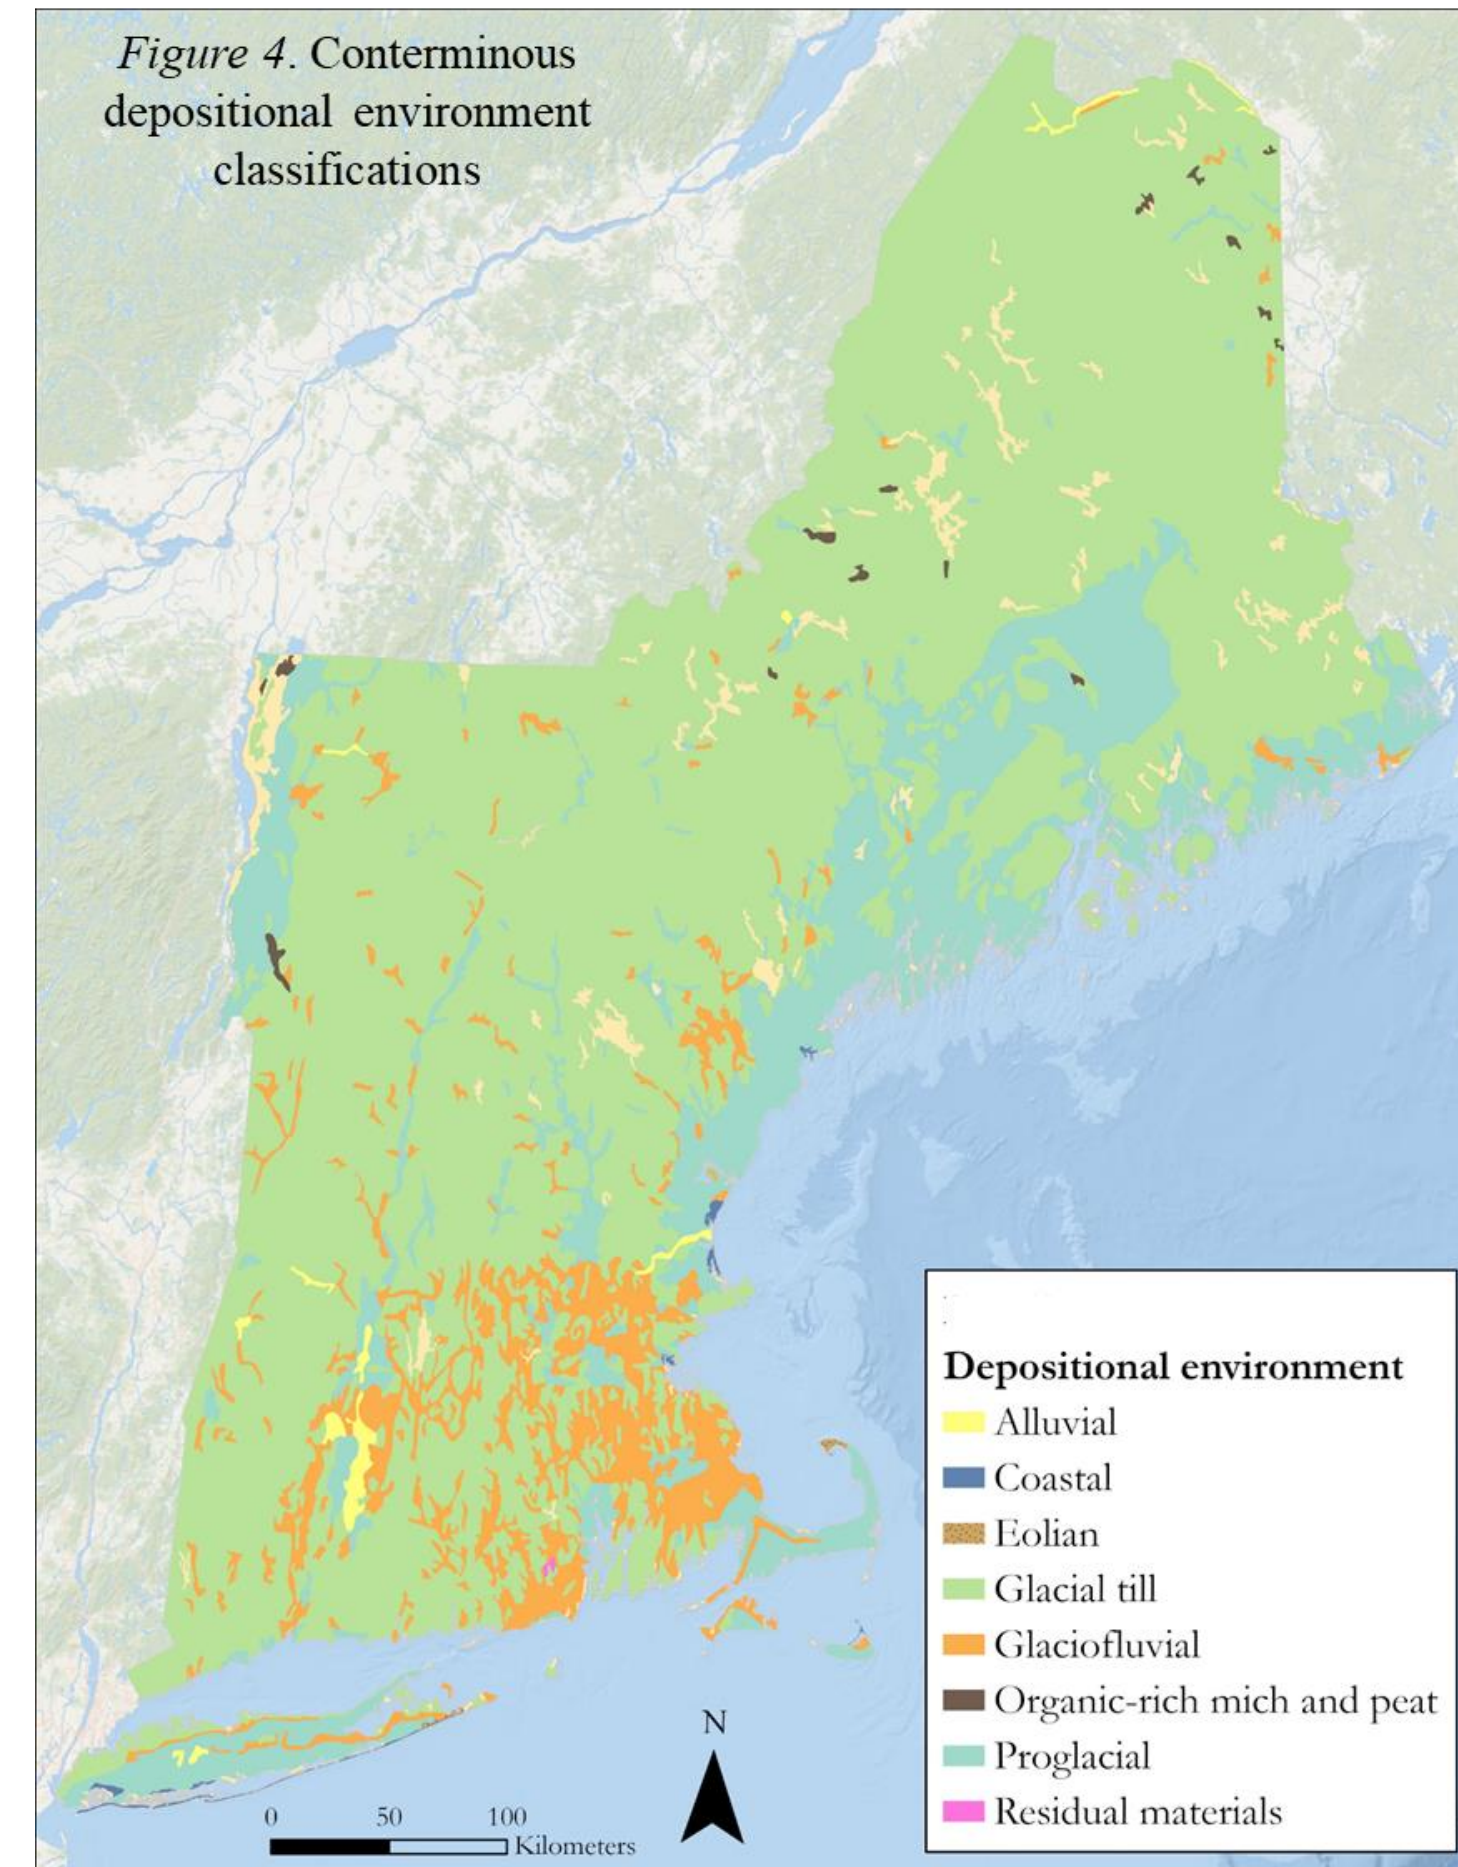 Figure 4. Conterminous
depositional environment
classifications
Depositional environment
Alluvial
Coastal
Eolian
Glacial till
Glaciofluvial
Organic-rich mich and peat
Proglacial
Residual materials
N
0 50 100
Kilometers